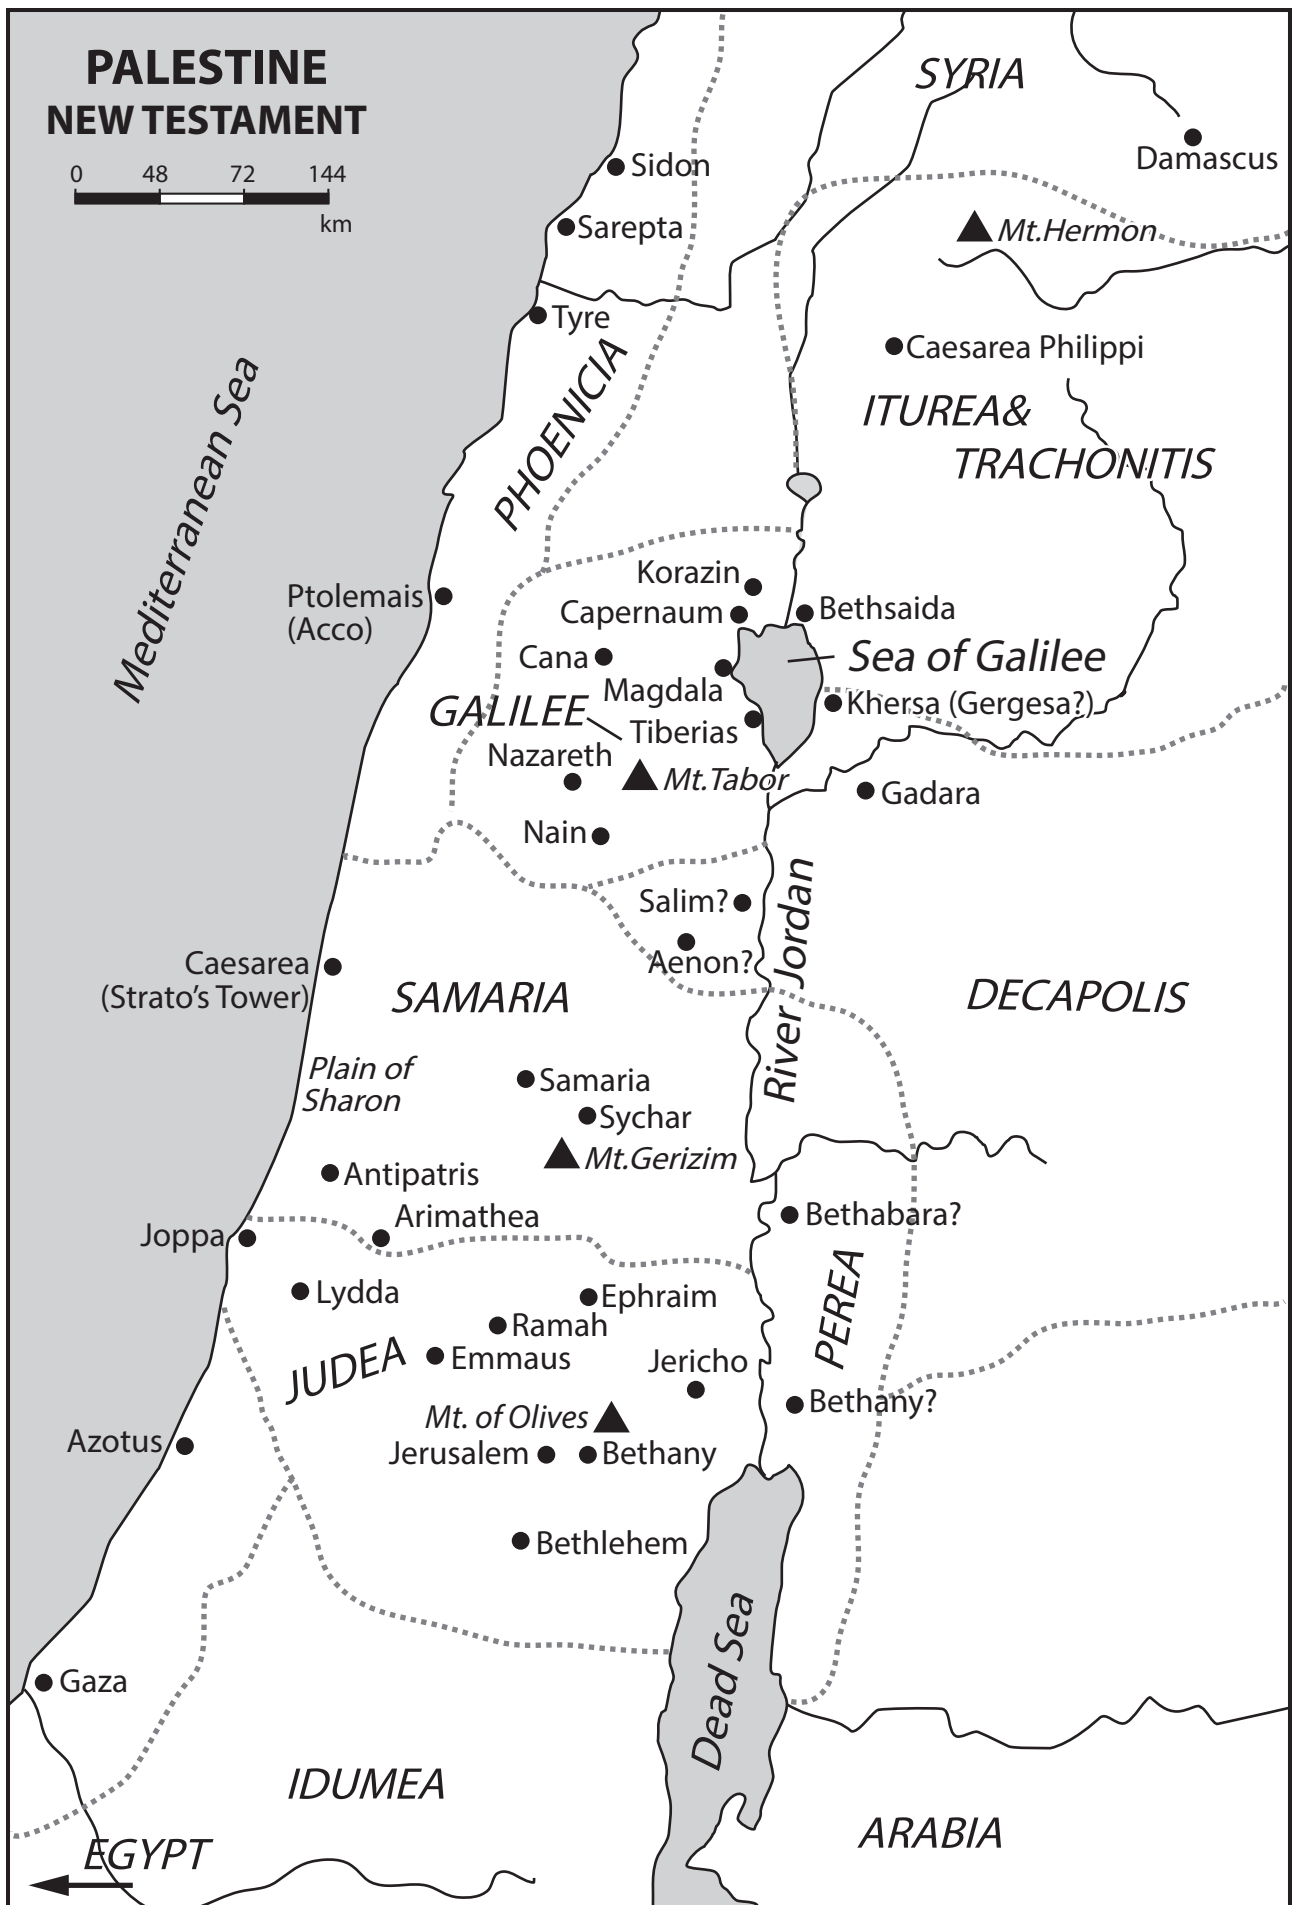 PALESTINE
NEW TESTAMENT
0 48 72 144
km
SYRIA
Damascus
Sidon
Sarepta
Mt.Hermon
Tyre
Caesarea Philippi
PHOENICIA
Mediterranean Sea
ITUREA&
TRACHONITIS
Korazin
Ptolemais
(Acco)
Capernaum
Bethsaida
Cana
Sea of Galilee
Magdala
Khersa (Gergesa?)
GALILEE
Tiberias
Nazareth
Mt.Tabor
Gadara
Nain
Salim?
River Jordan
Aenon?
Caesarea
(Strato’s Tower)
SAMARIA
DECAPOLIS
Plain of
Sharon
Samaria
Sychar
Mt.Gerizim
Antipatris
Arimathea
Bethabara?
Joppa
Lydda
Ephraim
PEREA
Ramah
JUDEA
Emmaus
Jericho
Bethany?
Mt. of Olives
Azotus
Jerusalem
Bethany
Bethlehem
Dead Sea
Gaza
IDUMEA
ARABIA
EGYPT